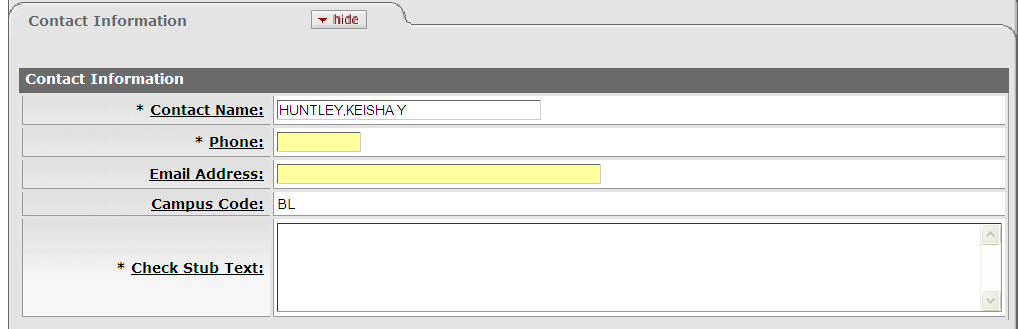 Contact Information hide
Contact Information
* Contact Name: HUNTLEY,KEISHA Y
* Phone:
Email Address:
Campus Code: BL
* Check Stub Text: